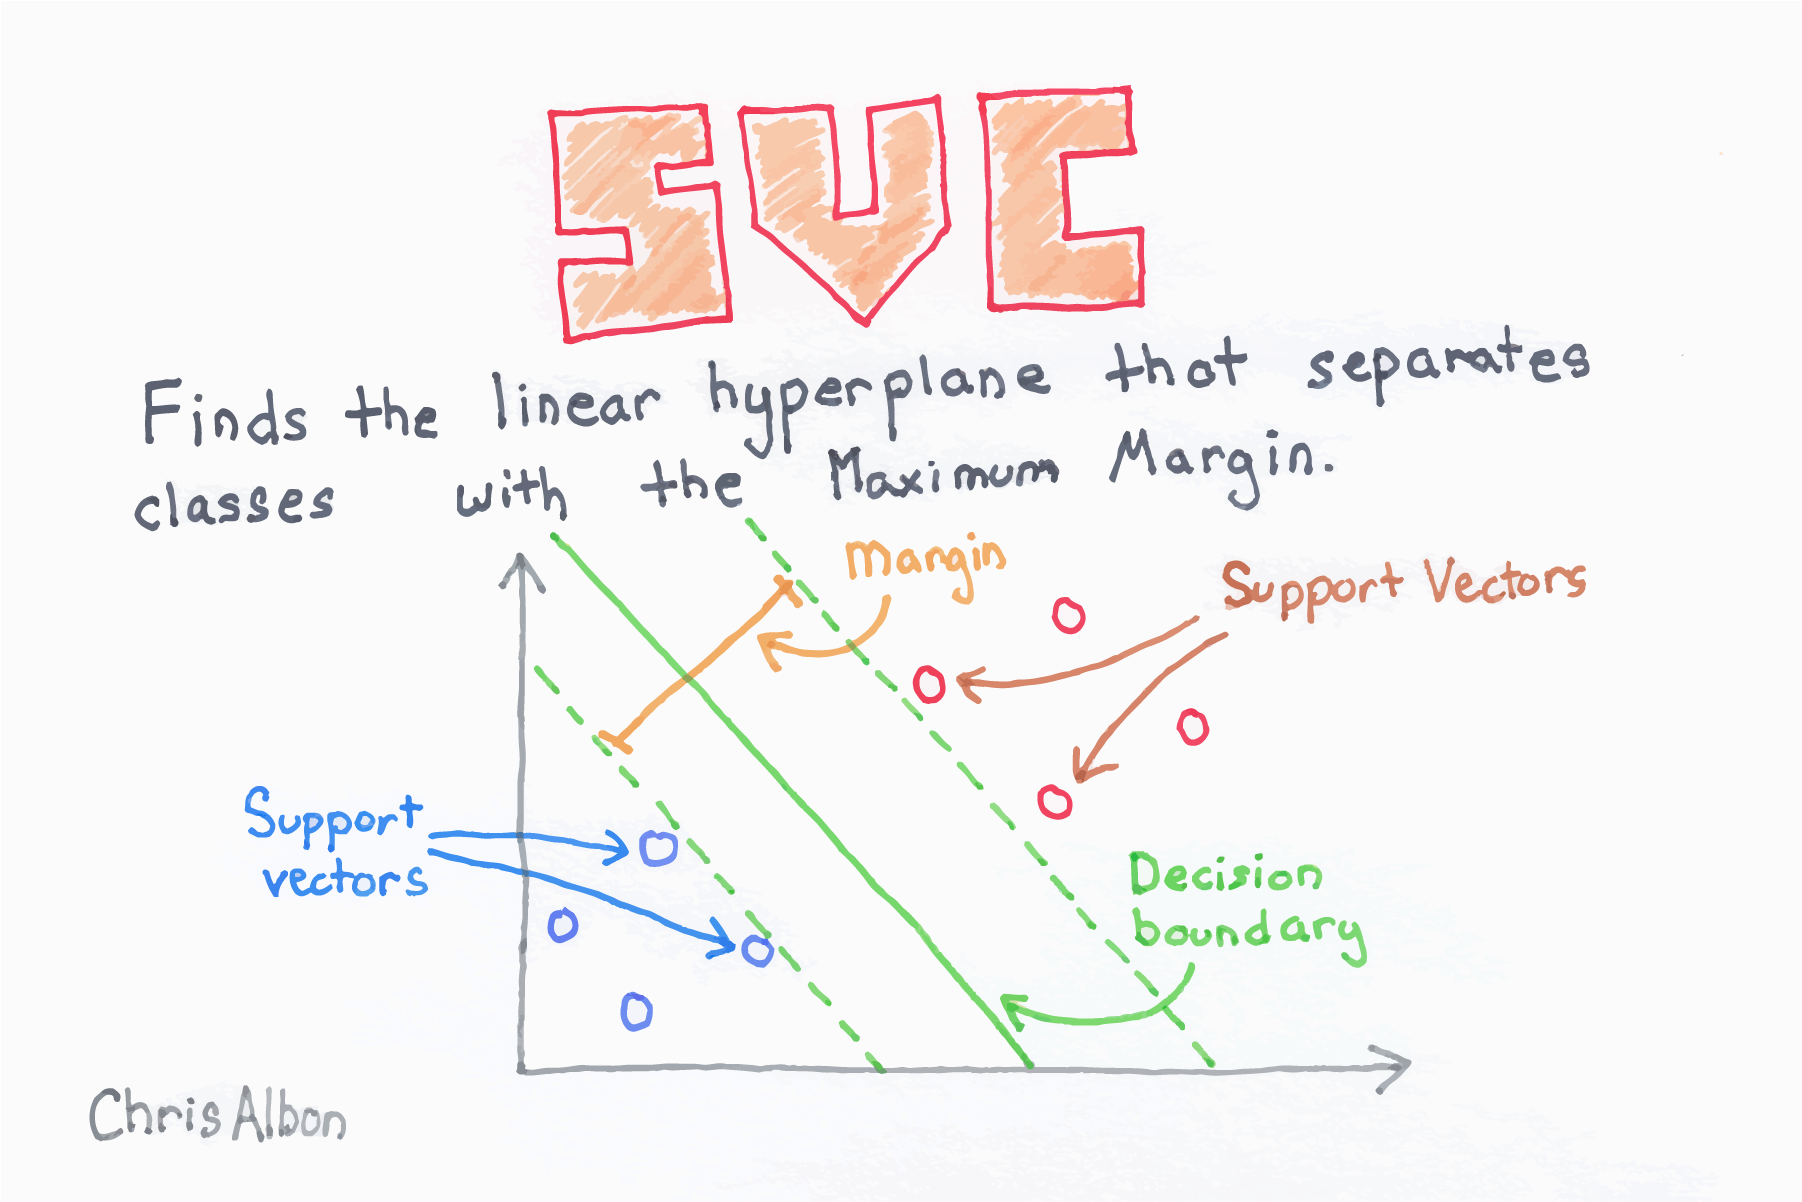 SVC
Finds the linear hyperplane that separates
classes with the Maximum Margin.
margin
Support Vectors
Support
vectors
Decision
boundary
Chris Albon